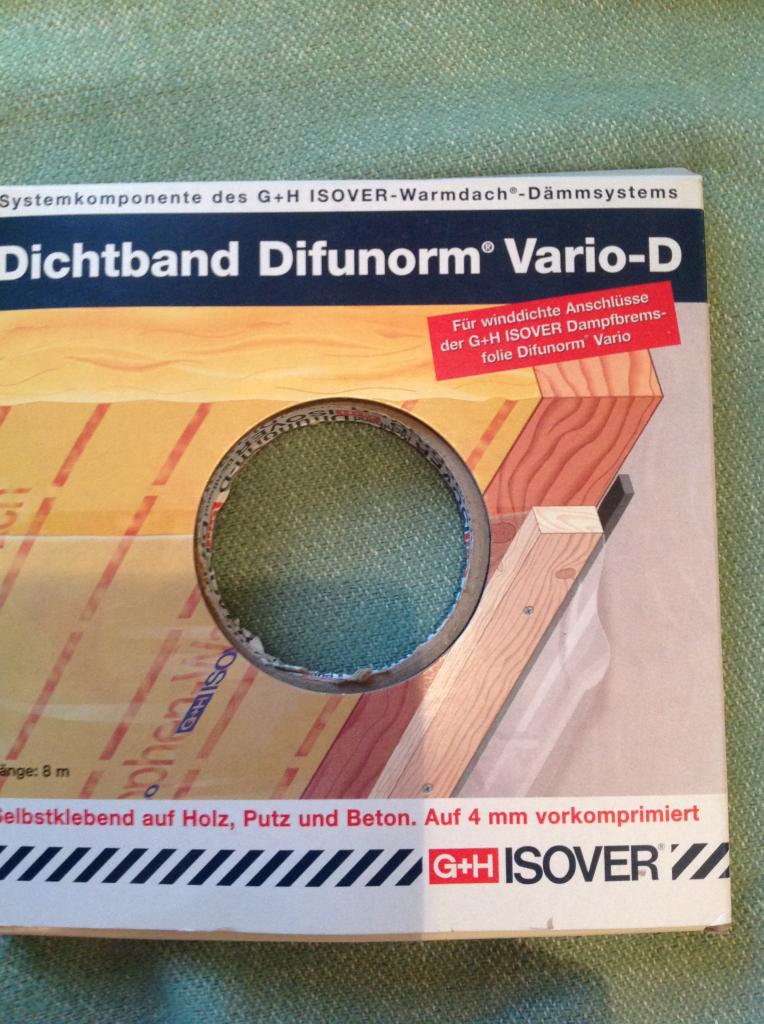 Systemkomponente des G+H ISOVER-Warmdach®-Dämmsystems
Dichtband Difunorm® Vario-D
Für winddichte Anschlüsse
der G+H ISOVER Dampfbrems-
folie Difunorm® Vario
G+H ISOV
änge: 8 m
Selbstklebend auf Holz, Putz und Beton. Auf 4 mm vorkomprimiert
G+H ISOVER®